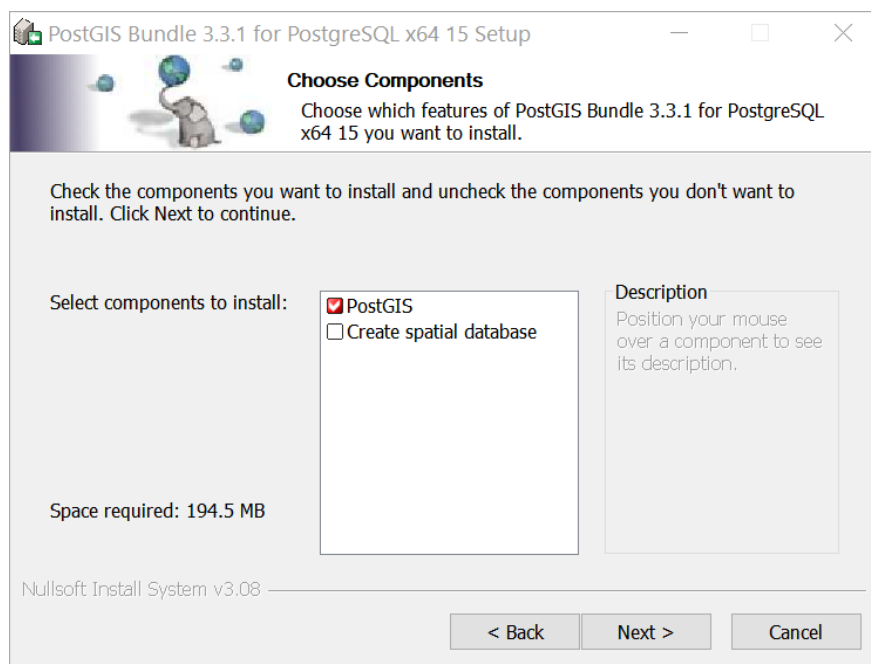 PostGIS Bundle 3.3.1 for PostgreSQL x64 15 Setup
Choose Components
Choose which features of PostGIS Bundle 3.3.1 for PostgreSQL
x64 15 you want to install.
Check the components you want to install and uncheck the components you don't want to
install. Click Next to continue.
Select components to install:
PostGIS
Create spatial database
Description
Position your mouse
over a component to see
its description.
Space required: 194.5 MB
Nullsoft Install System v3.08
< Back
Next >
Cancel